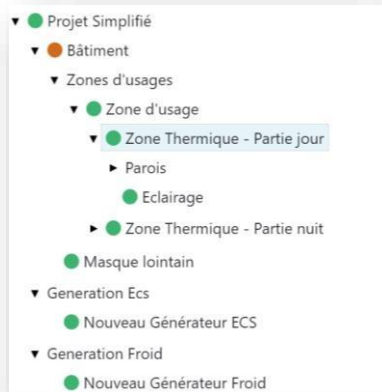 Projet Simplifié
Bâtiment
Zones d'usages
Zone d'usage
Zone Thermique - Partie jour
Parois
Eclairage
Zone Thermique - Partie nuit
Masque lointain
Generation Ecs
Nouveau Générateur ECS
Generation Froid
Nouveau Générateur Froid